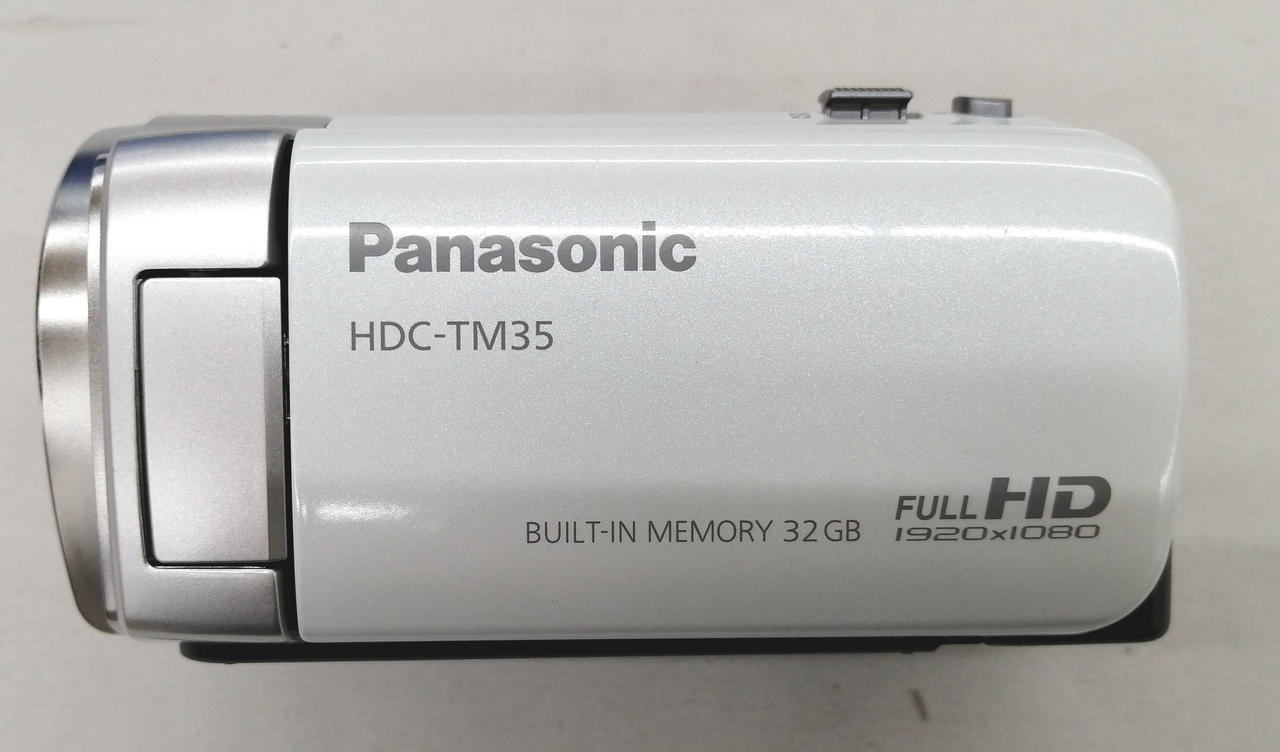 Panasonic
HDC-TM35
BUILT-IN MEMORY 32GB
FULL HD
1920x1080